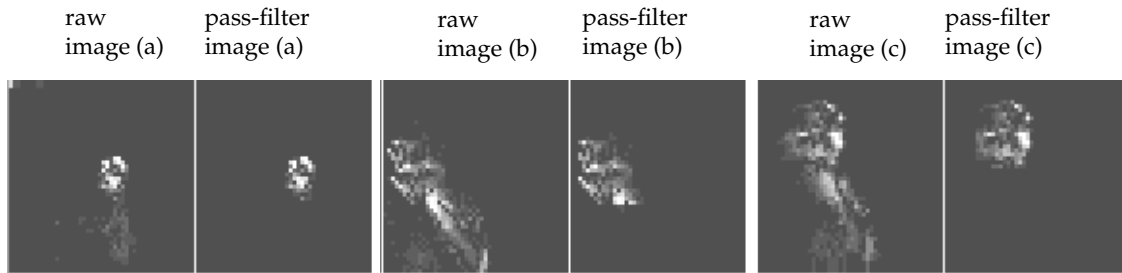 raw
image (a)
pass-filter
image (a)
raw
image (b)
pass-filter
image (b)
raw
image (c)
pass-filter
image (c)